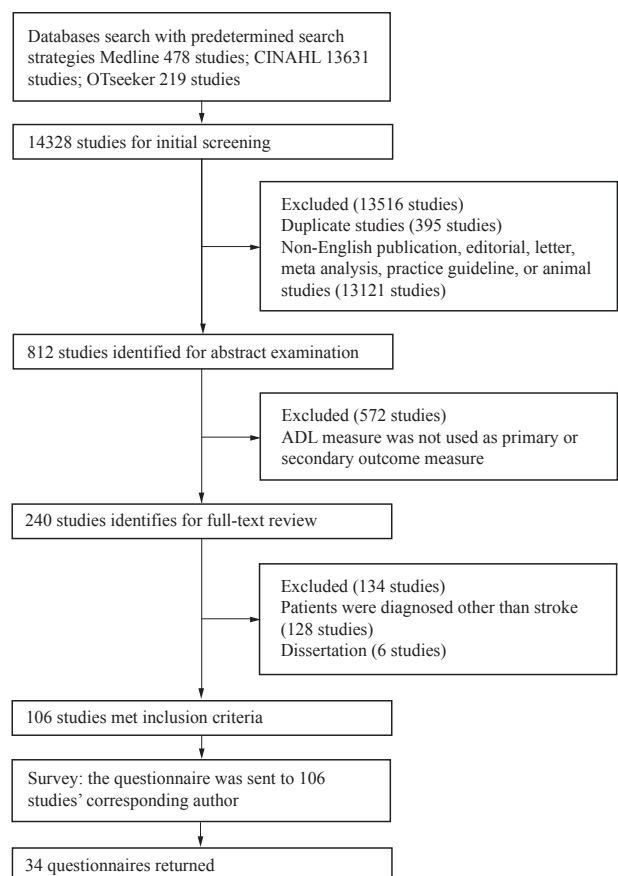 Databases search with predetermined search
strategies Medline 478 studies; CINAHL 13631
studies; OTseeker 219 studies
14328 studies for initial screening
Excluded (13516 studies)
Duplicate studies (395 studies)
Non-English publication, editorial, letter,
meta analysis, practice guideline, or animal
studies (13121 studies)
812 studies identified for abstract examination
Excluded (572 studies)
ADL measure was not used as primary or
secondary outcome measure
240 studies identifies for full-text review
Excluded (134 studies)
Patients were diagnosed other than stroke
(128 studies)
Dissertation (6 studies)
106 studies met inclusion criteria
Survey: the questionnaire was sent to 106
studies’ corresponding author
34 questionnaires returned